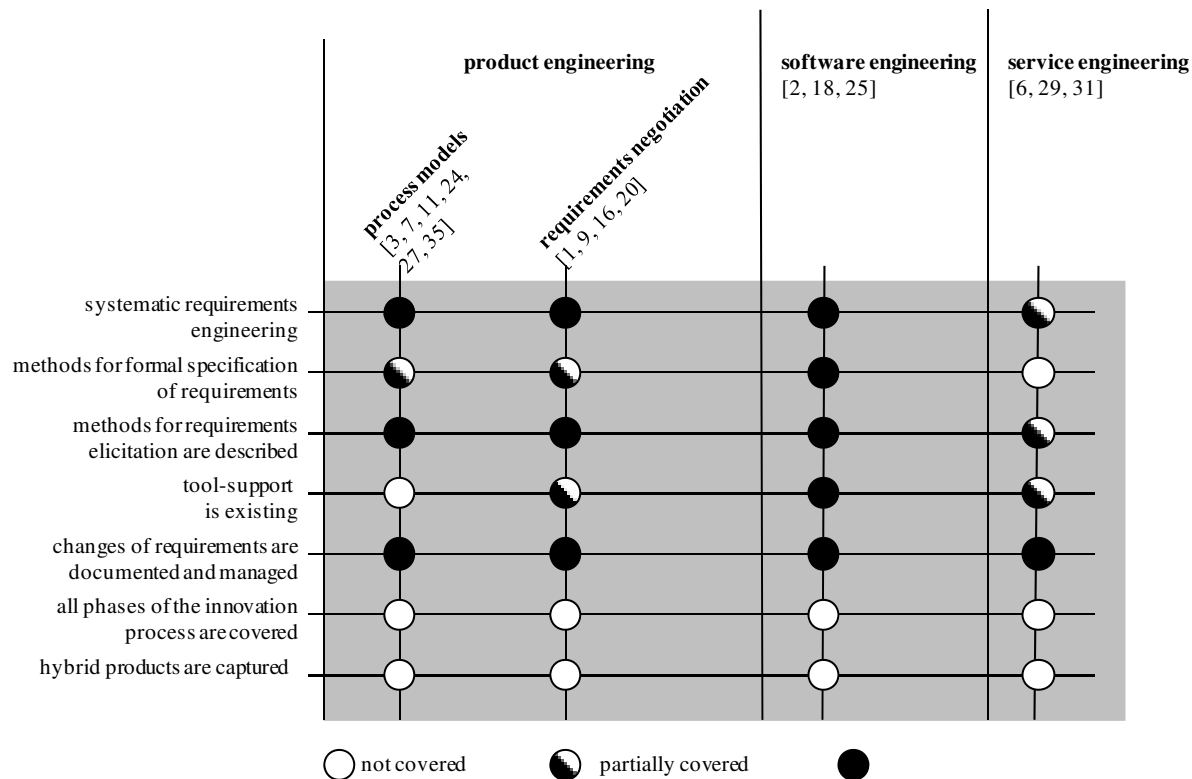 product engineering
software engineering
[2, 18, 25]
service engineering
[6, 29, 31]
process models
[3, 7, 11, 24,
27, 35]
requirements negotiation
[1, 9, 16, 20]
systematic requirements
engineering
methods for formal specification
of requirements
methods for requirements
elicitation are described
tool-support
is existing
changes of requirements are
documented and managed
all phases of the innovation
process are covered
hybrid products are captured
not covered
partially covered